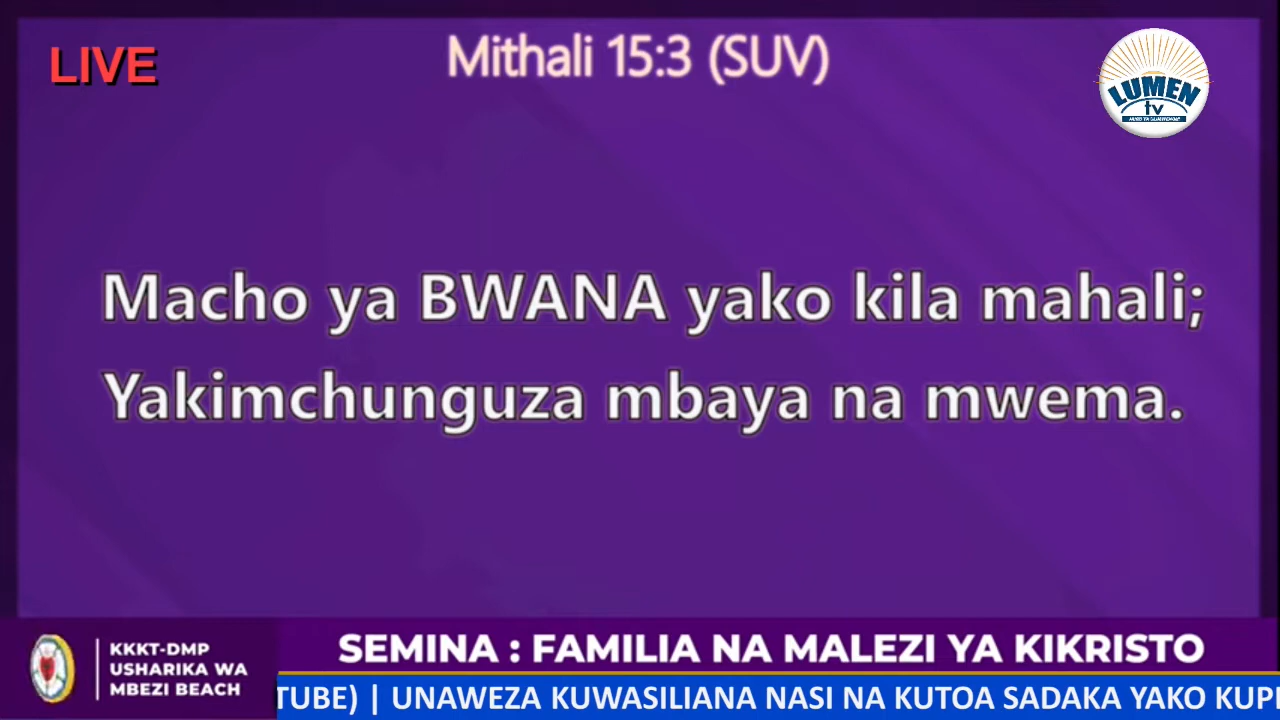 LIVE
Mithali 15:3 (SUV)
LUMEN
tv
Macho ya BWANA yako kila mahali;
Yakimchunguza mbaya na mwema.
KKKT-DMP
USHARIKA WA
MBEZI BEACH
SEMINA : FAMILIA NA MALEZI YA KIKRISTO
TUBE) | UNAWEZA KUWASILIANA NASI NA KUTOA SADAKA YAKO KUPI